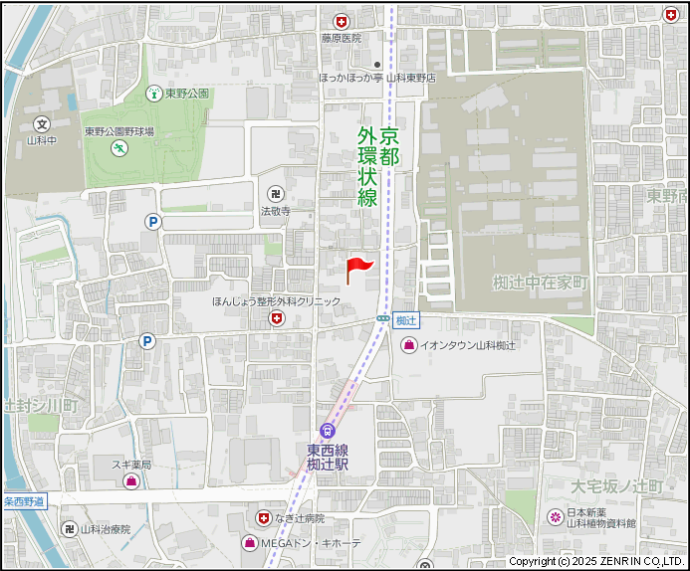 藤原医院
ほっかほっか亭 山科東野店
東野公園
山科中
東野公園野球場
京都
外環状線
法敬寺
東野南
椥辻中在家町
ほんじょう整形外科クリニック
椥辻
イオンタウン山科椥辻
辻封シ川町
東西線
椥辻駅
スギ薬局
大宅坂ノ辻町
条西野道
日本新薬
山科植物資料館
なぎ辻病院
山科治療院
MEGAドン・キホーテ
Copyright (c) 2025 ZENRIN CO.,LTD.
P
P